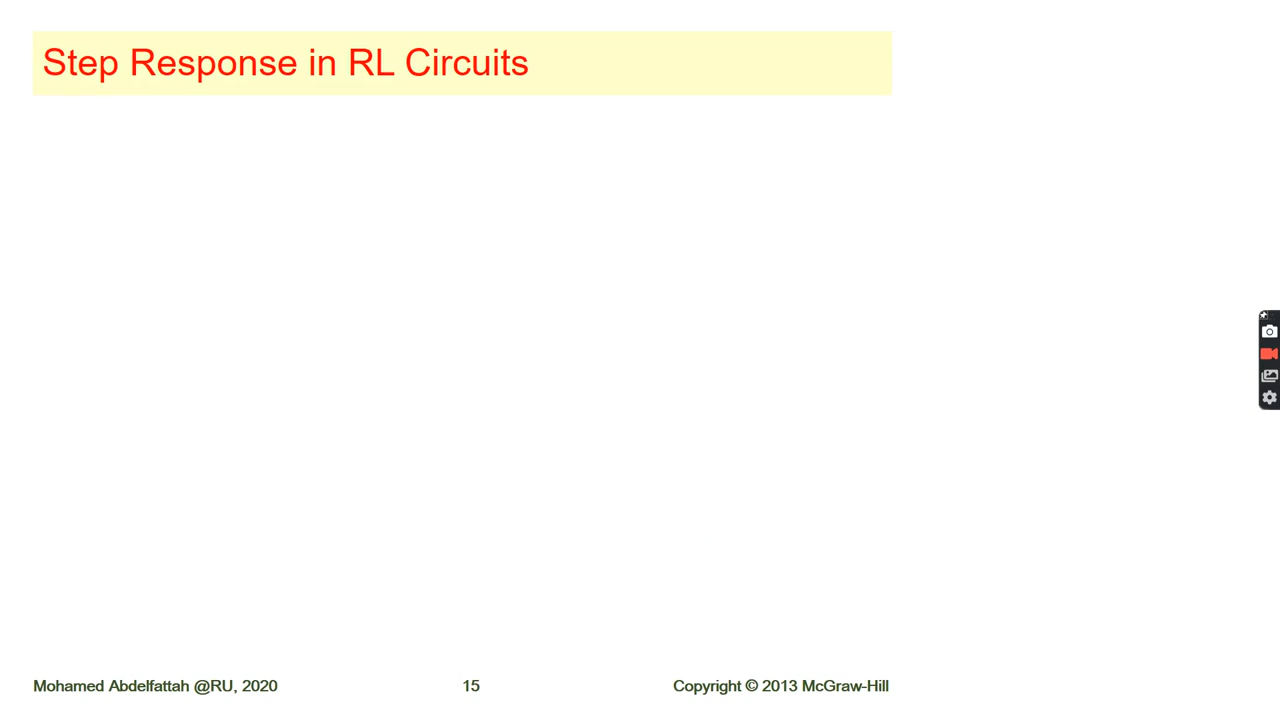 Step Response in RL Circuits
Mohamed Abdelfattah @RU, 2020
15
Copyright © 2013 McGraw-Hill